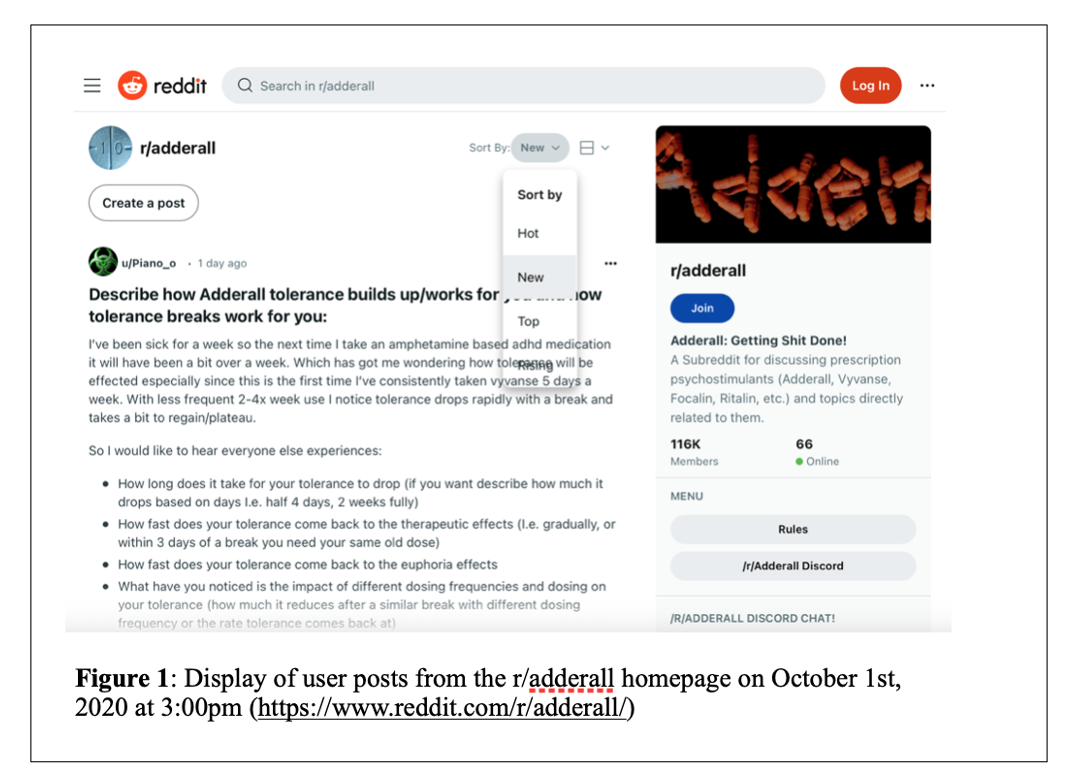 reddit
Search in r/adderall
Log In
10
r/adderall
Sort By: New
Create a post
Sort by
Hot
New
Top
Rising
u/Piano_o · 1 day ago
Describe how Adderall tolerance builds up/works for you and how
tolerance breaks work for you:
I've been sick for a week so the next time I take an amphetamine based adhd medication
it will have been a bit over a week. Which has got me wondering how tolerance will be
effected especially since this is the first time I've consistently taken vyvanse 5 days a
week. With less frequent 2-4x week use I notice tolerance drops rapidly with a break and
takes a bit to regain/plateau.
So I would like to hear everyone else experiences:
• How long does it take for your tolerance to drop (if you want describe how much it
drops based on days I.e. half 4 days, 2 weeks fully)
• How fast does your tolerance come back to the therapeutic effects (I.e. gradually, or
within 3 days of a break you need your same old dose)
• How fast does your tolerance come back to the euphoria effects
• What have you noticed is the impact of different dosing frequencies and dosing on
your tolerance (how much it reduces after a similar break with different dosing
frequency or the rate tolerance comes back at)
r/adderall
Join
Adderall: Getting Shit Done!
A Subreddit for discussing prescription
psychostimulants (Adderall, Vyvanse,
Focalin, Ritalin, etc.) and topics directly
related to them.
116K 66
Members Online
MENU
Rules
/r/Adderall Discord
/R/ADDERALL DISCORD CHAT!
Figure 1: Display of user posts from the r/adderall homepage on October 1st,
2020 at 3:00pm (https://www.reddit.com/r/adderall/)